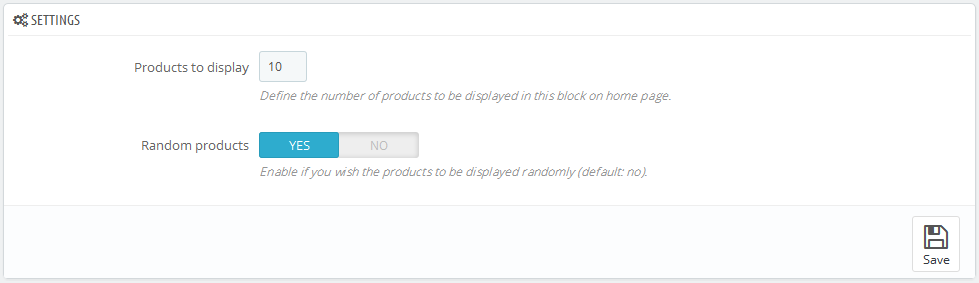 SETTINGS
Products to display 10
Define the number of products to be displayed in this block on home page.
Random products YES NO
Enable if you wish the products to be displayed randomly (default: no).
Save